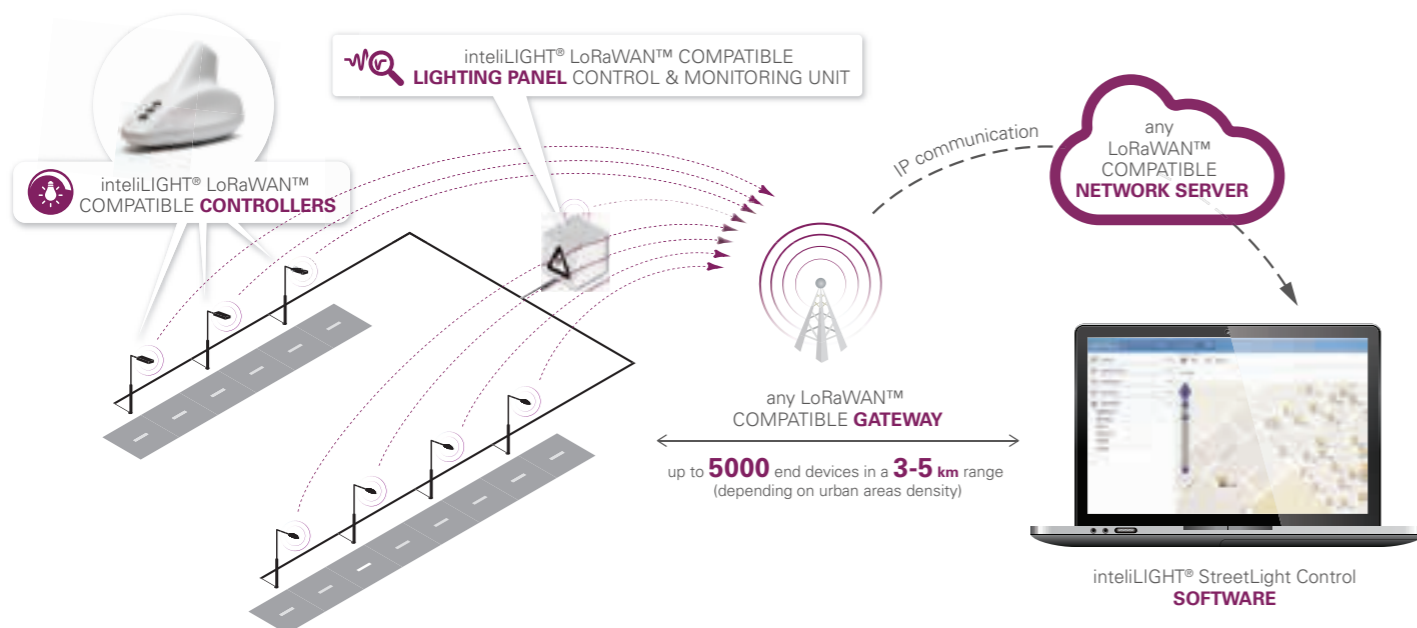 inteliLIGHT® LoRaWAN™ COMPATIBLE
LIGHTING PANEL CONTROL & MONITORING UNIT
inteliLIGHT® LoRaWAN™
COMPATIBLE CONTROLLERS
IP communication
any
LoRaWAN™
COMPATIBLE
NETWORK SERVER
any LoRaWAN™
COMPATIBLE GATEWAY
up to 5000 end devices in a 3-5 km range
(depending on urban areas density)
inteliLIGHT® StreetLight Control
SOFTWARE